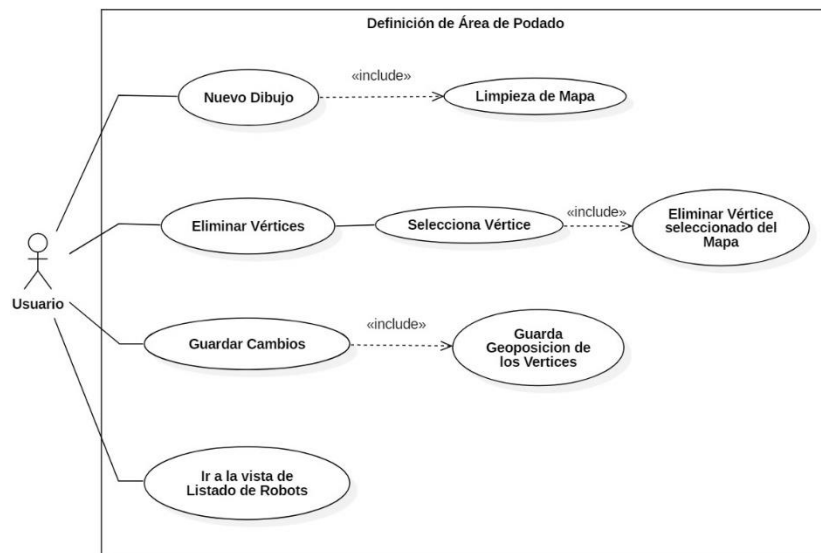 Definición de Área de Podado
Nuevo Dibujo
«include»
Limpieza de Mapa
Eliminar Vértices
Selecciona Vértice
«include»
Eliminar Vértice
seleccionado del
Mapa
Usuario
Guardar Cambios
«include»
Guarda
Geoposicion de
los Vertices
Ir a la vista de
Listado de Robots